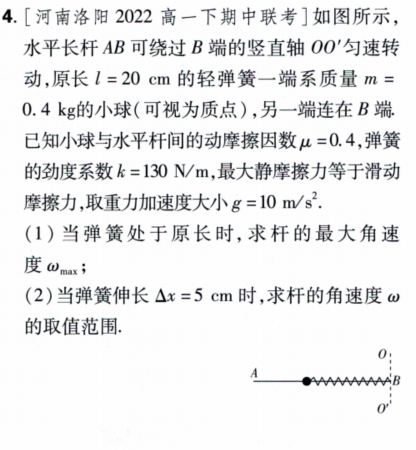 4. [河南洛阳 2022 高一下期中联考]如图所示,
水平长杆 AB 可绕过 B 端的竖直轴 OO′匀速转
动,原长 l = 20 cm 的轻弹簧一端系质量 m =
0.4 kg的小球(可视为质点),另一端连在 B 端.
已知小球与水平杆间的动摩擦因数 μ = 0.4,弹簧
的劲度系数 k = 130 N/m,最大静摩擦力等于滑动
摩擦力,取重力加速度大小 g = 10 m/s².
(1) 当弹簧处于原长时,求杆的最大角速
度 ωmax;
(2)当弹簧伸长 Δx = 5 cm 时,求杆的角速度 ω
的取值范围.
O
A
B
O′